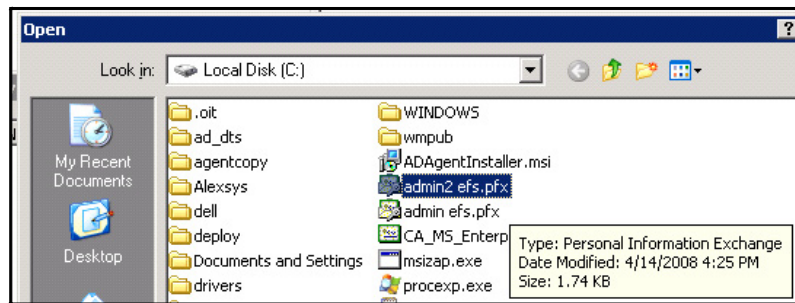 Open
?
Look in:
Local Disk (C:)
My Recent
Documents
Desktop
.oit
ad_dts
agentcopy
Alexsys
dell
deploy
Documents and Settings
drivers
WINDOWS
wmpub
ADAgentInstaller.msi
admin2 efs.pfx
admin efs.pfx
CA_MS_Enterp
msizap.exe
procexp.exe
Type: Personal Information Exchange
Date Modified: 4/14/2008 4:25 PM
Size: 1.74 KB